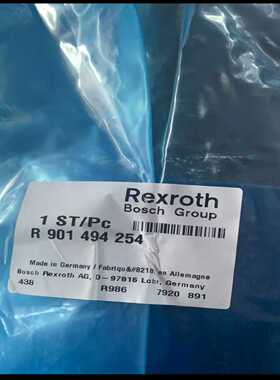 Rexroth
Bosch Group
1 ST/Pc
R 901 494 254
Made in Germany / Fabriqu&#8218; en Allemagne
Bosch Rexroth AG, D-97816 Lohr, Germany
438 R986 7920 891